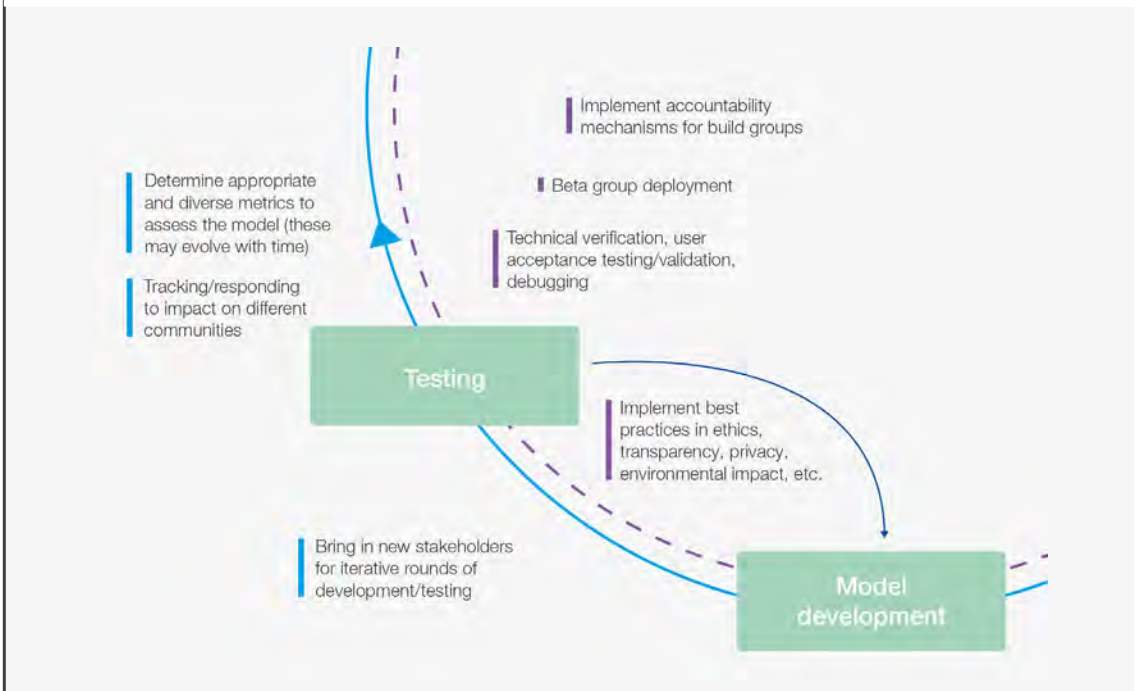 Implement accountability
mechanisms for build groups
Beta group deployment
Determine appropriate
and diverse metrics to
assess the model (these
may evolve with time)
Technical verification, user
acceptance testing/validation,
debugging
Tracking/responding
to impact on different
communities
Testing
Implement best
practices in ethics,
transparency, privacy,
environmental impact, etc.
Bring in new stakeholders
for iterative rounds of
development/testing
Model
development